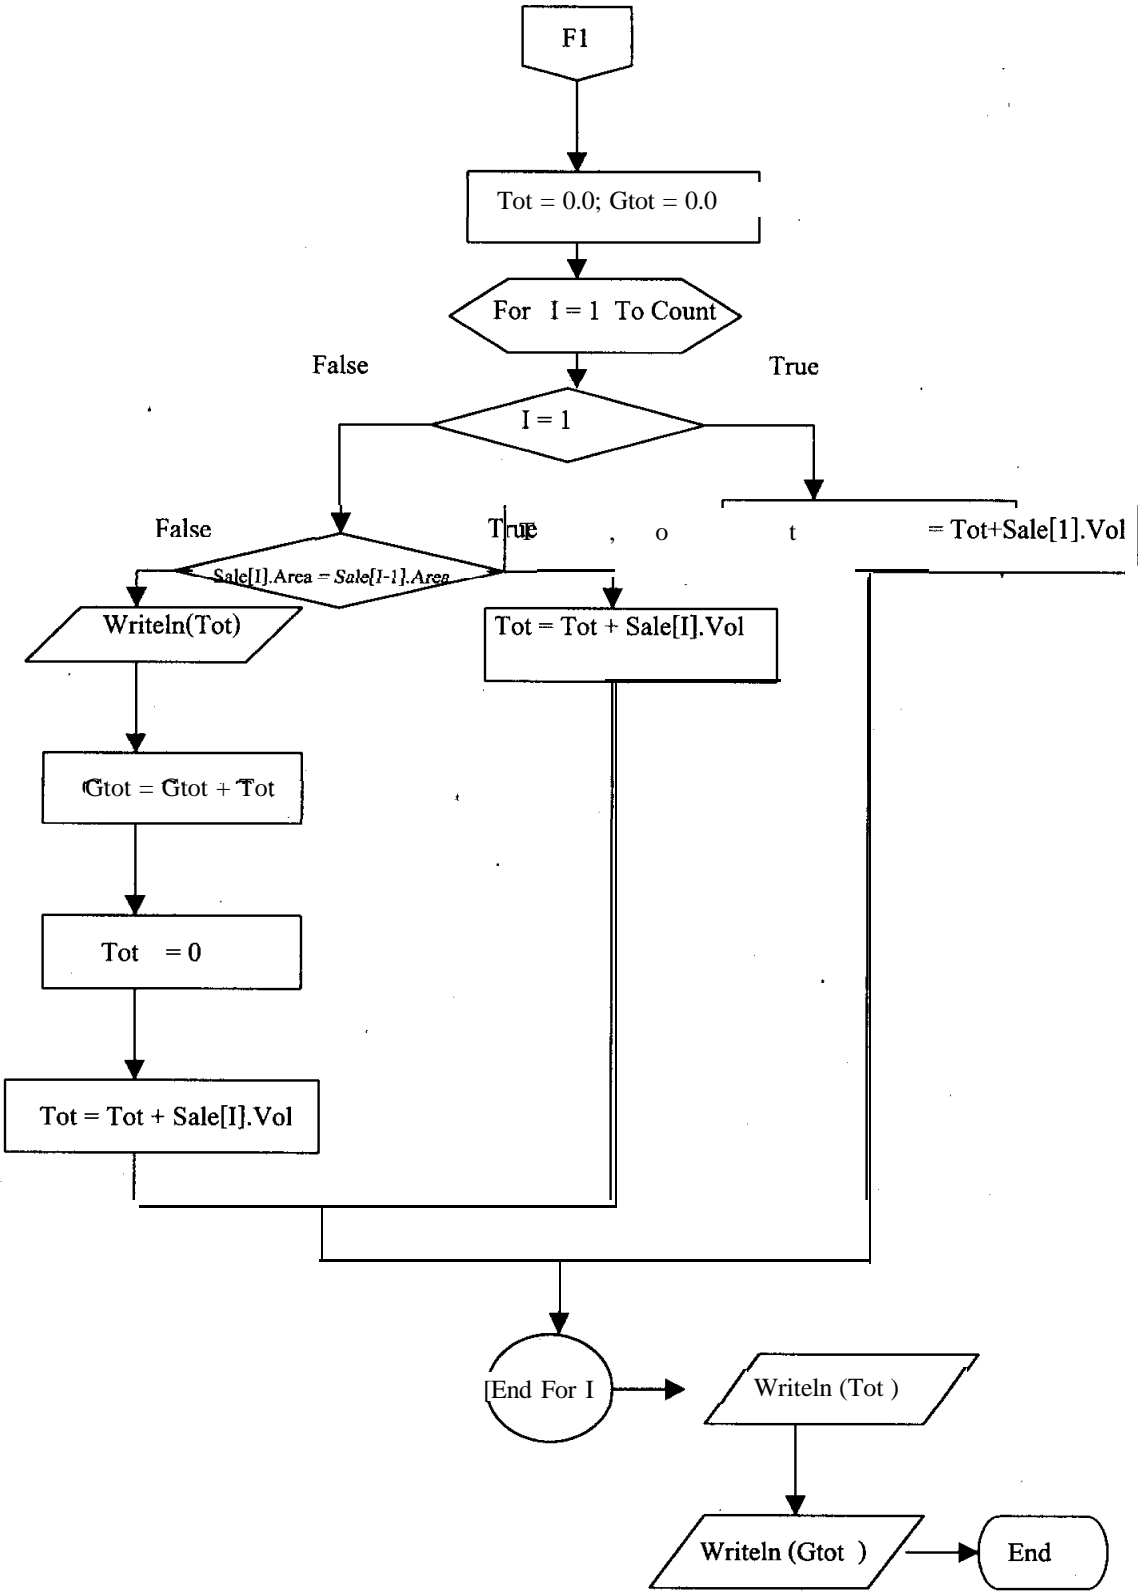 F1
Tot = 0.0; Gtot = 0.0
For I = 1 To Count
False
True
I = 1
False
True
T o t = Tot+Sale[1].Vol
Sale[I].Area = Sale[I-1].Area
Writeln(Tot)
Tot = Tot + Sale[I].Vol
Gtot = Gtot + Tot
Tot = 0
Tot = Tot + Sale[I].Vol
End For I
Writeln (Tot )
Writeln (Gtot )
End